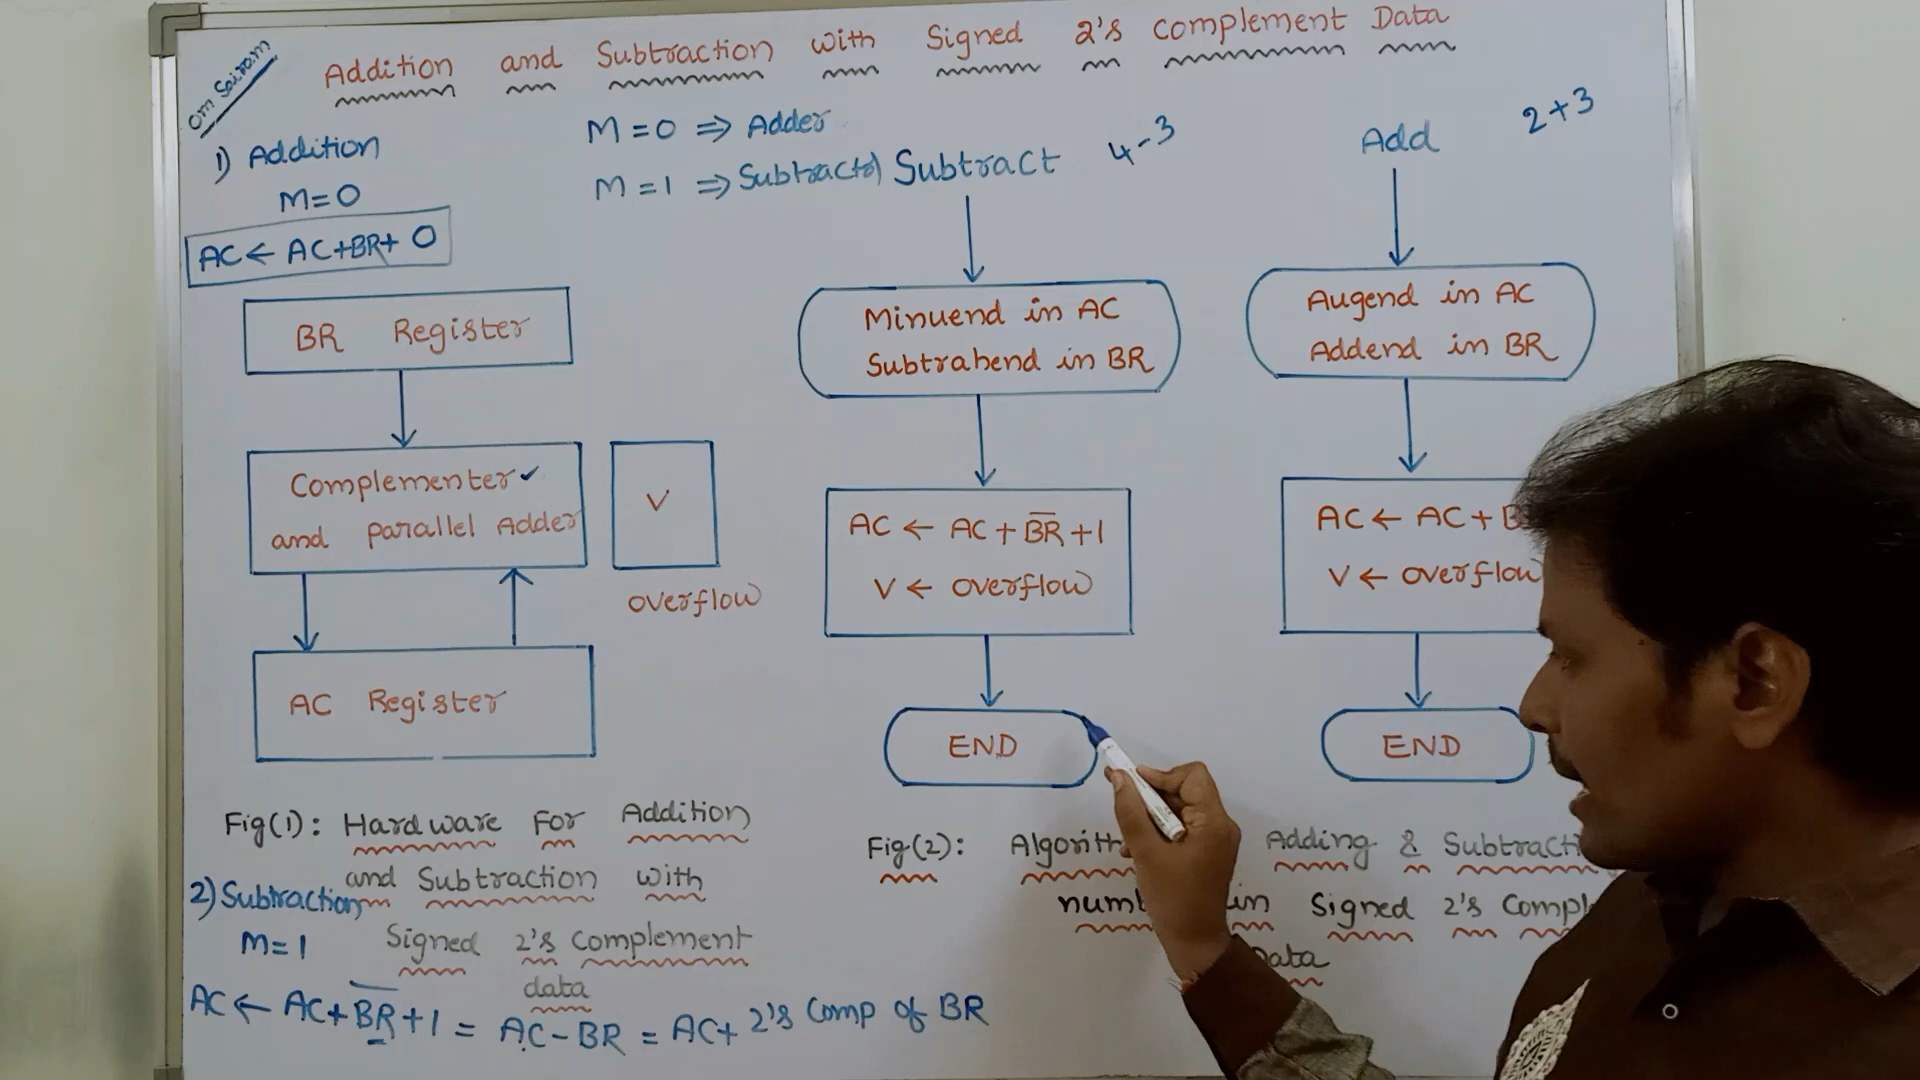 Om Sairam
Addition and Subtraction with Signed 2's Complement Data
1) Addition
M=0
AC ← AC+BR+ 0
M=0 ⇒ Adder
M=1 ⇒ Subtractor
Subtract
4-3
Add
2+3
BR Register
Complementer ✓
and parallel Adder
V
overflow
AC Register
Minuend in AC
Subtrahend in BR
AC ← AC + B̅R̅ +1
V ← overflow
END
Augend in AC
Addend in BR
AC ← AC +
V ← overflow
END
Fig(1): Hardware For Addition
and Subtraction with
Signed 2's Complement
data
2) Subtraction
M=1
AC ← AC+B̅R̅+1 = AC-BR = AC+ 2's Comp of BR
Fig(2): Adding &
in Signed 2's
Data